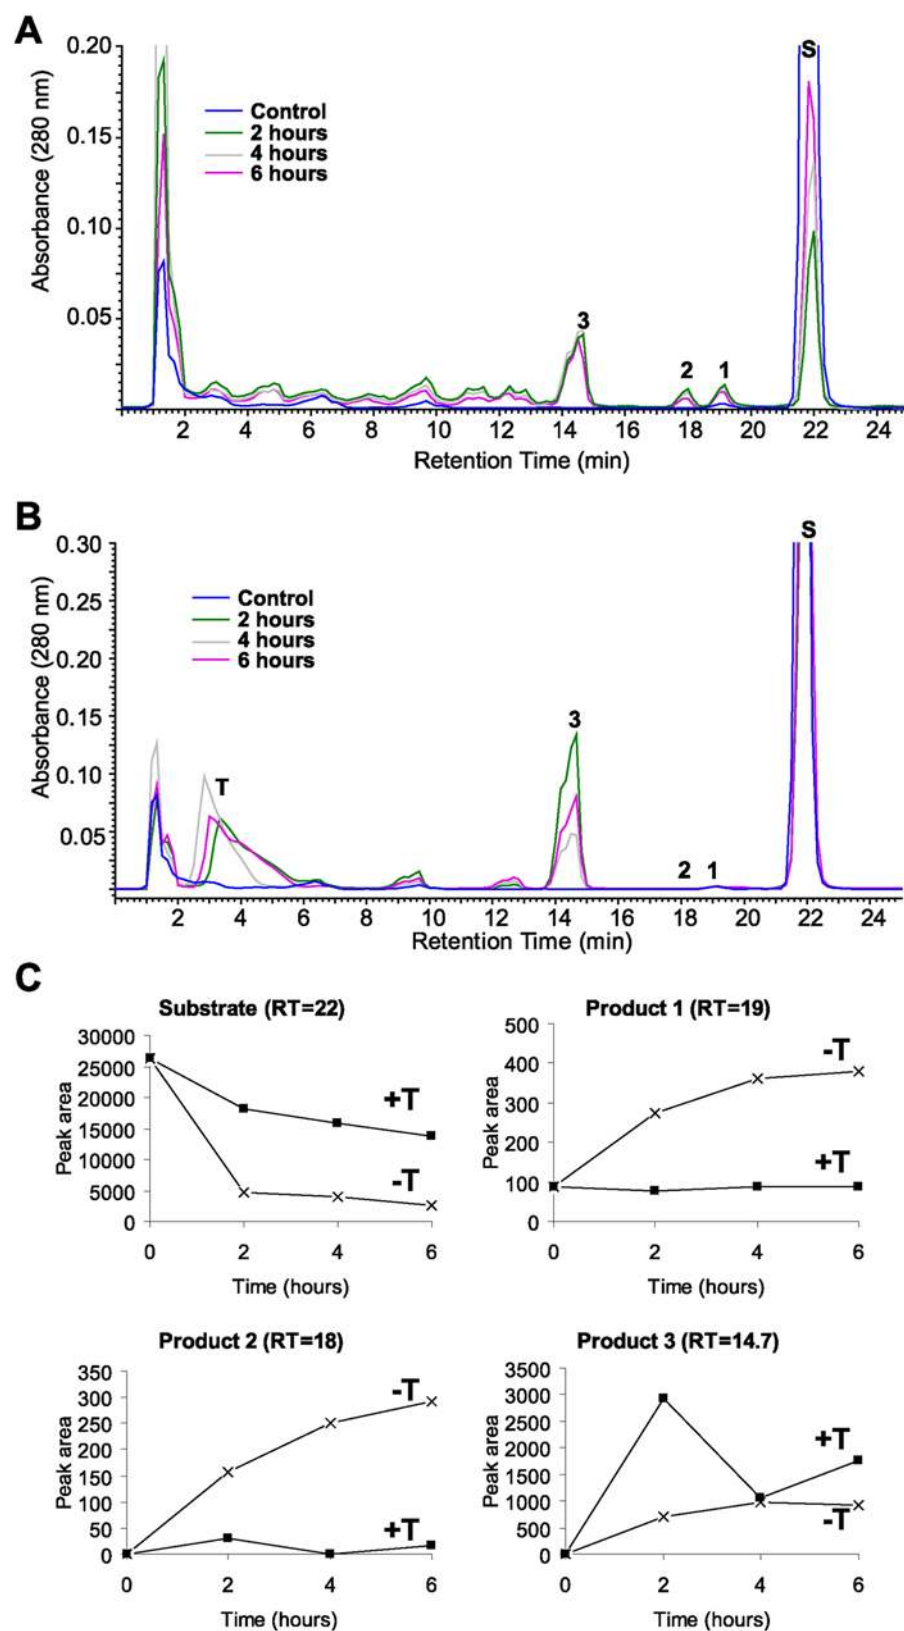 A
Absorbance (280 nm)
0.20
0.15
0.10
0.05
Control
2 hours
4 hours
6 hours
3
2
1
S
2 4 6 8 10 12 14 16 18 20 22 24
Retention Time (min)
B
Absorbance (280 nm)
0.30
0.25
0.20
0.15
0.10
0.05
Control
2 hours
4 hours
6 hours
T
3
2
1
S
2 4 6 8 10 12 14 16 18 20 22 24
Retention Time (min)
C
Substrate (RT=22)
Peak area
30000
25000
20000
15000
10000
5000
0
+T
-T
0 2 4 6
Time (hours)
Product 1 (RT=19)
Peak area
500
400
300
200
100
0
-T
+T
0 2 4 6
Time (hours)
Product 2 (RT=18)
Peak area
350
300
250
200
150
100
50
0
-T
+T
0 2 4 6
Time (hours)
Product 3 (RT=14.7)
Peak area
3500
3000
2500
2000
1500
1000
500
0
+T
-T
0 2 4 6
Time (hours)